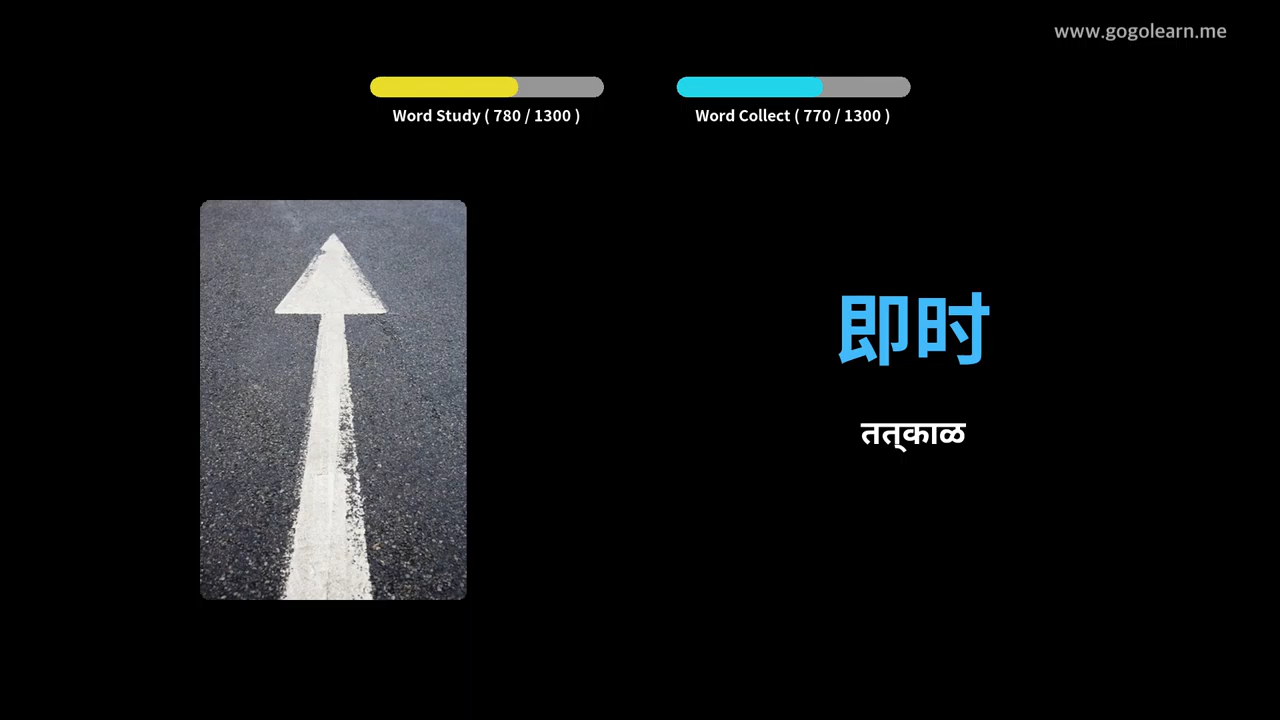 www.gogolearn.me
Word Study ( 780 / 1300 )
Word Collect ( 770 / 1300 )
即时
तत्काळ